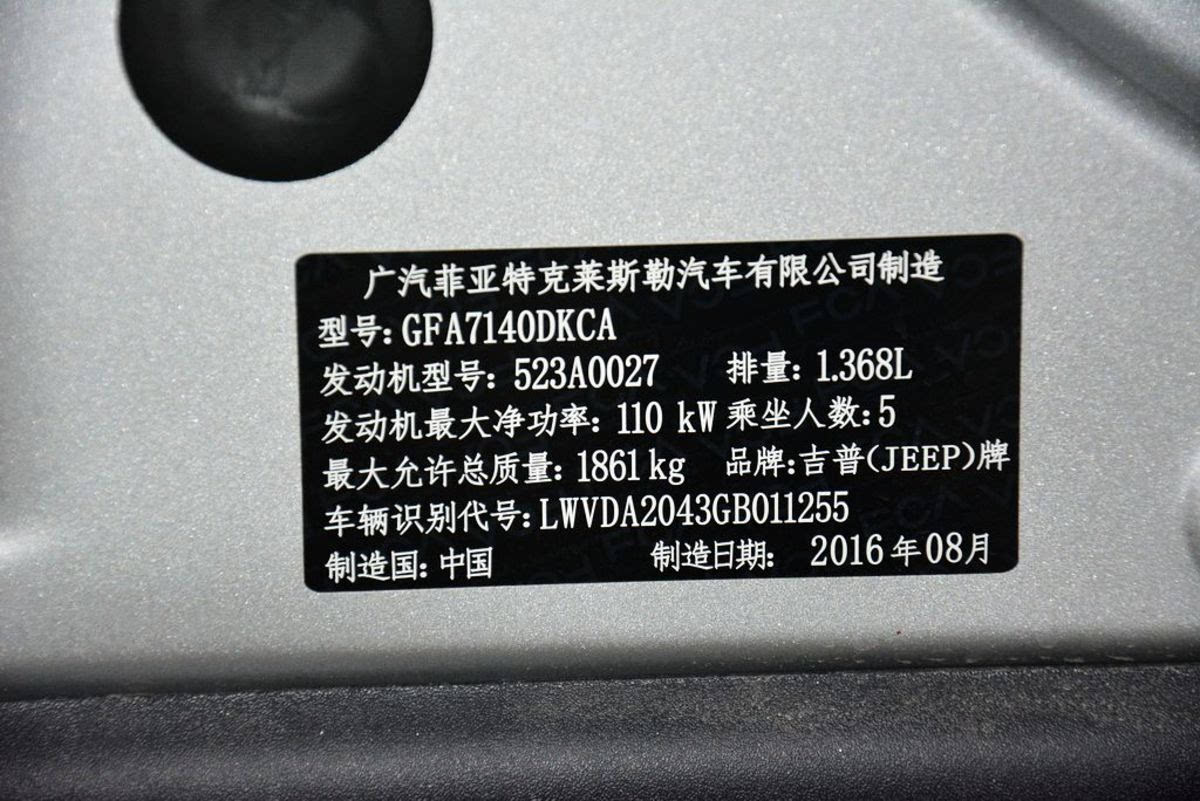 广汽菲亚特克莱斯勒汽车有限公司制造
型号:GFA7140DKCA
发动机型号: 523A0027 排量: 1.368L
发动机最大净功率: 110 kW 乘坐人数:5
最大允许总质量: 1861kg 品牌:吉普(JEEP)牌
车辆识别代号:LWVDA2043GB011255
制造国:中国 制造日期: 2016年08月